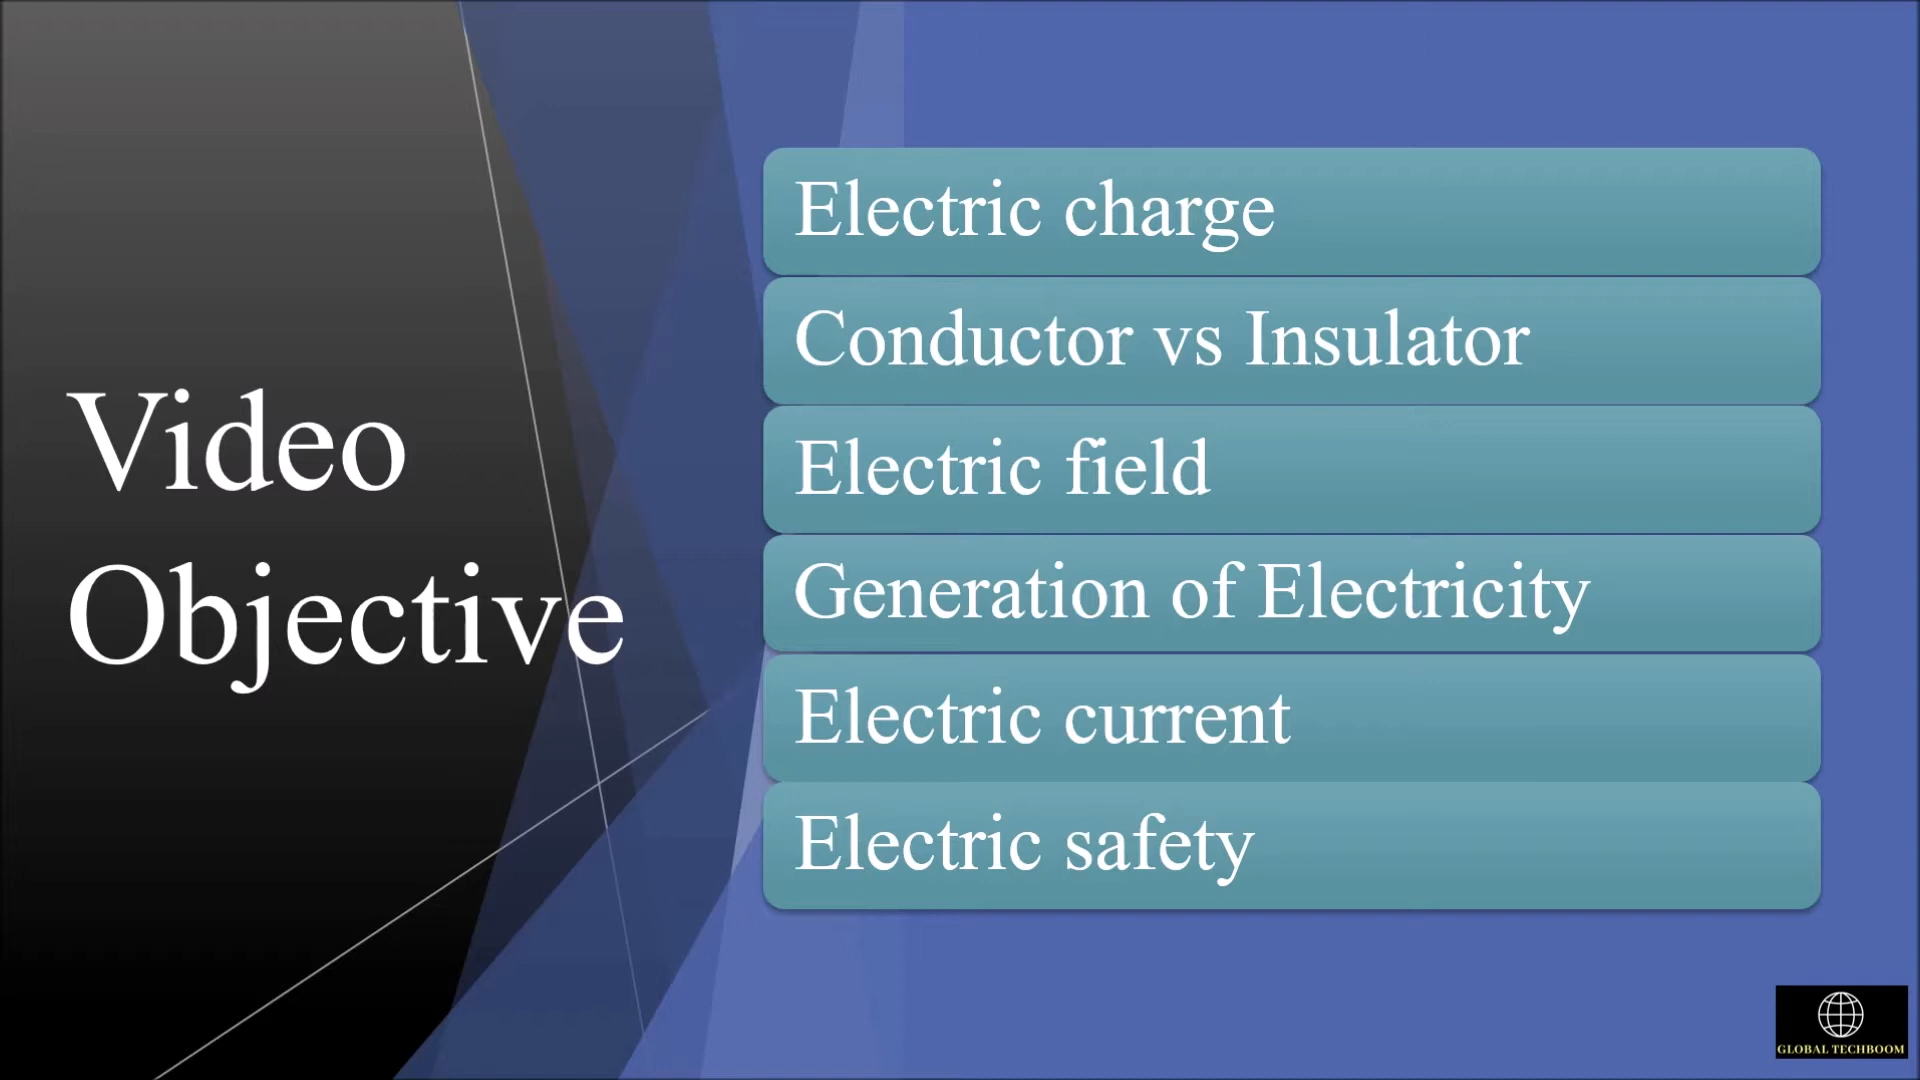 Video
Objective
Electric charge
Conductor vs Insulator
Electric field
Generation of Electricity
Electric current
Electric safety
GLOBAL TECHBOOM